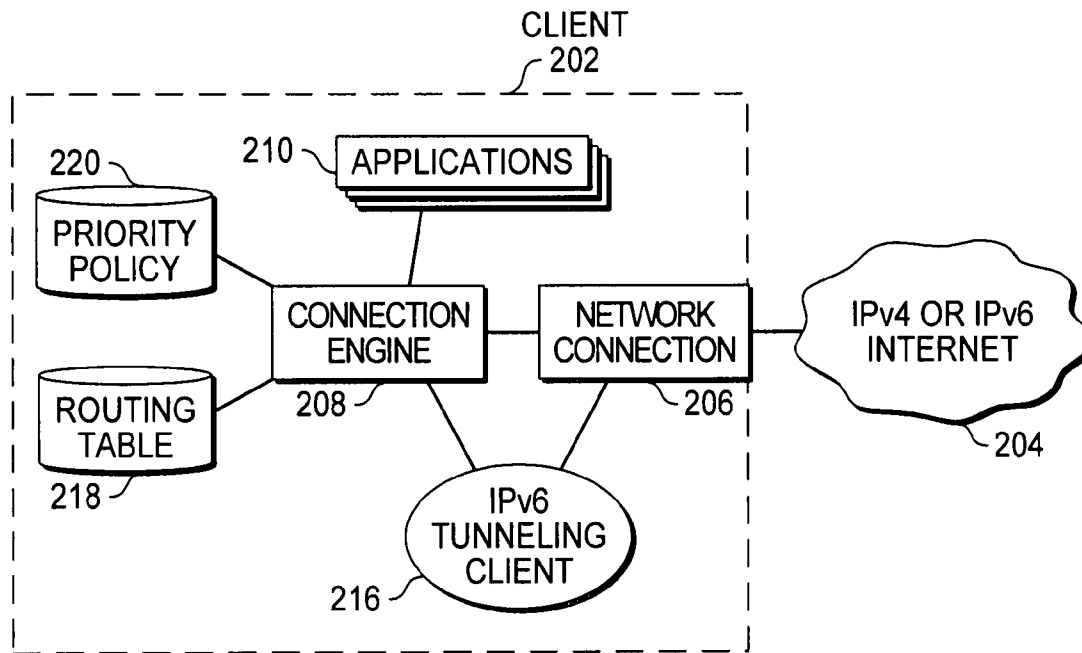 CLIENT
202
210
APPLICATIONS
220
PRIORITY
POLICY
CONNECTION
ENGINE
208
NETWORK
CONNECTION
206
IPv4 OR IPv6
INTERNET
204
ROUTING
TABLE
218
IPv6
TUNNELING
CLIENT
216